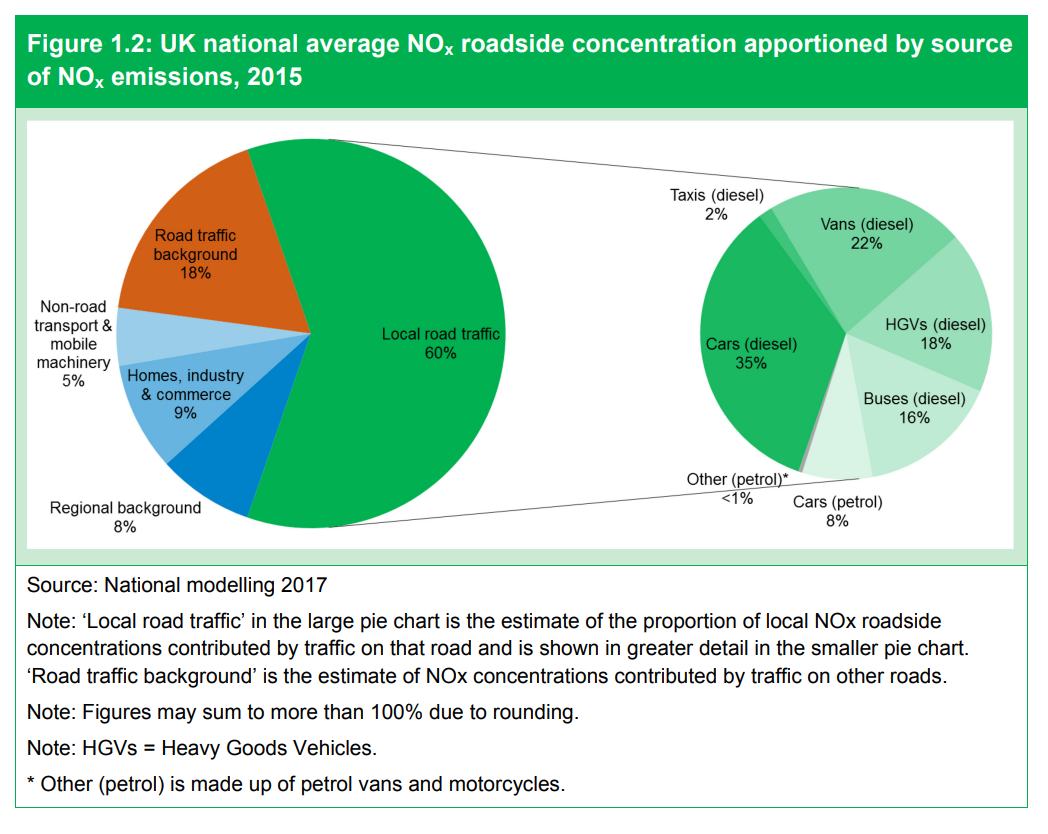 Figure 1.2: UK national average NOx roadside concentration apportioned by source
of NOx emissions, 2015
Road traffic
background
18%
Non-road
transport &
mobile
machinery
5%
Homes, industry
& commerce
9%
Regional background
8%
Local road traffic
60%
Taxis (diesel)
2%
Vans (diesel)
22%
HGVs (diesel)
18%
Cars (diesel)
35%
Buses (diesel)
16%
Other (petrol)*
<1%
Cars (petrol)
8%
Source: National modelling 2017
Note: ‘Local road traffic’ in the large pie chart is the estimate of the proportion of local NOx roadside
concentrations contributed by traffic on that road and is shown in greater detail in the smaller pie chart.
‘Road traffic background’ is the estimate of NOx concentrations contributed by traffic on other roads.
Note: Figures may sum to more than 100% due to rounding.
Note: HGVs = Heavy Goods Vehicles.
* Other (petrol) is made up of petrol vans and motorcycles.